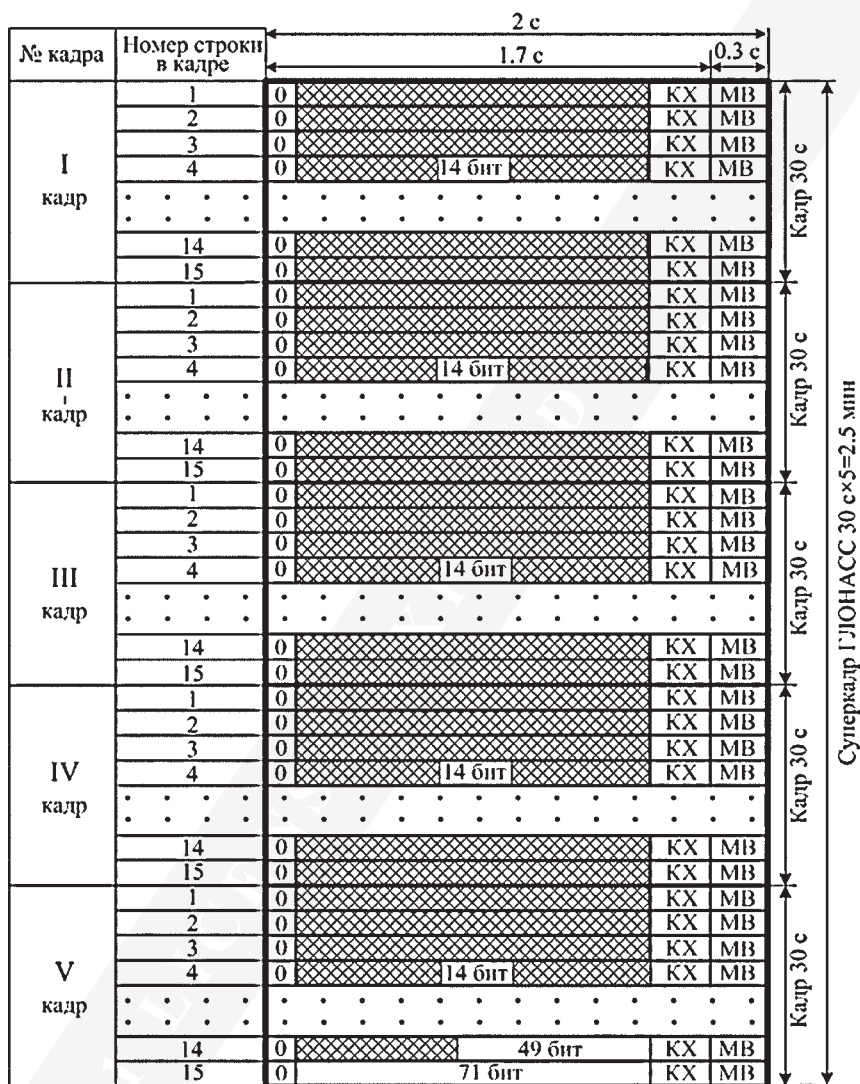 2 с
№ кадра Номер строки в кадре 1.7 с 0.3 с
1 0 КХ МВ
2 0 КХ МВ
3 0 КХ МВ
I кадр 4 0 14 бит КХ МВ
14 КХ МВ
15 0 КХ МВ
Кадр 30 с
1 0 КХ МВ
2 0 КХ МВ
3 0 КХ МВ
II кадр 4 0 14 бит КХ МВ
14 0 КХ МВ
15 0 КХ МВ
Кадр 30 с
1 0 КХ МВ
2 0 КХ МВ
3 0 КХ МВ
III кадр 4 0 14 бит КХ МВ
14 0 КХ МВ
15 0 КХ МВ
Кадр 30 с
1 0 КХ МВ
2 0 КХ МВ
3 0 КХ МВ
IV кадр 4 0 14 бит КХ МВ
14 0 КХ МВ
15 0 КХ МВ
Кадр 30 с
1 0 КХ МВ
2 0 КХ МВ
3 0 КХ МВ
V кадр 4 0 14 бит КХ МВ
14 0 49 бит КХ МВ
15 0 71 бит КХ МВ
Кадр 30 с
Суперкадр ГЛОНАСС 30 с×5=2.5 мин